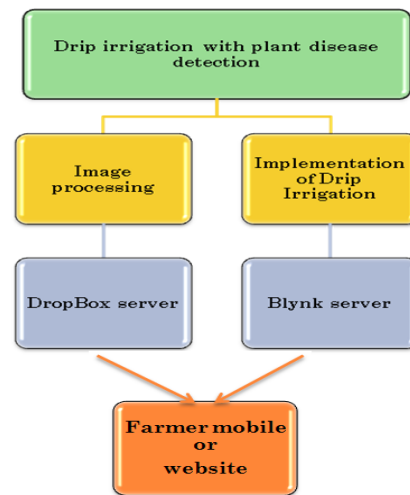 Drip irrigation with plant disease
detection
Image
processing
Implementation
of Drip
Irrigation
DropBox server
Blynk server
Farmer mobile
or
website